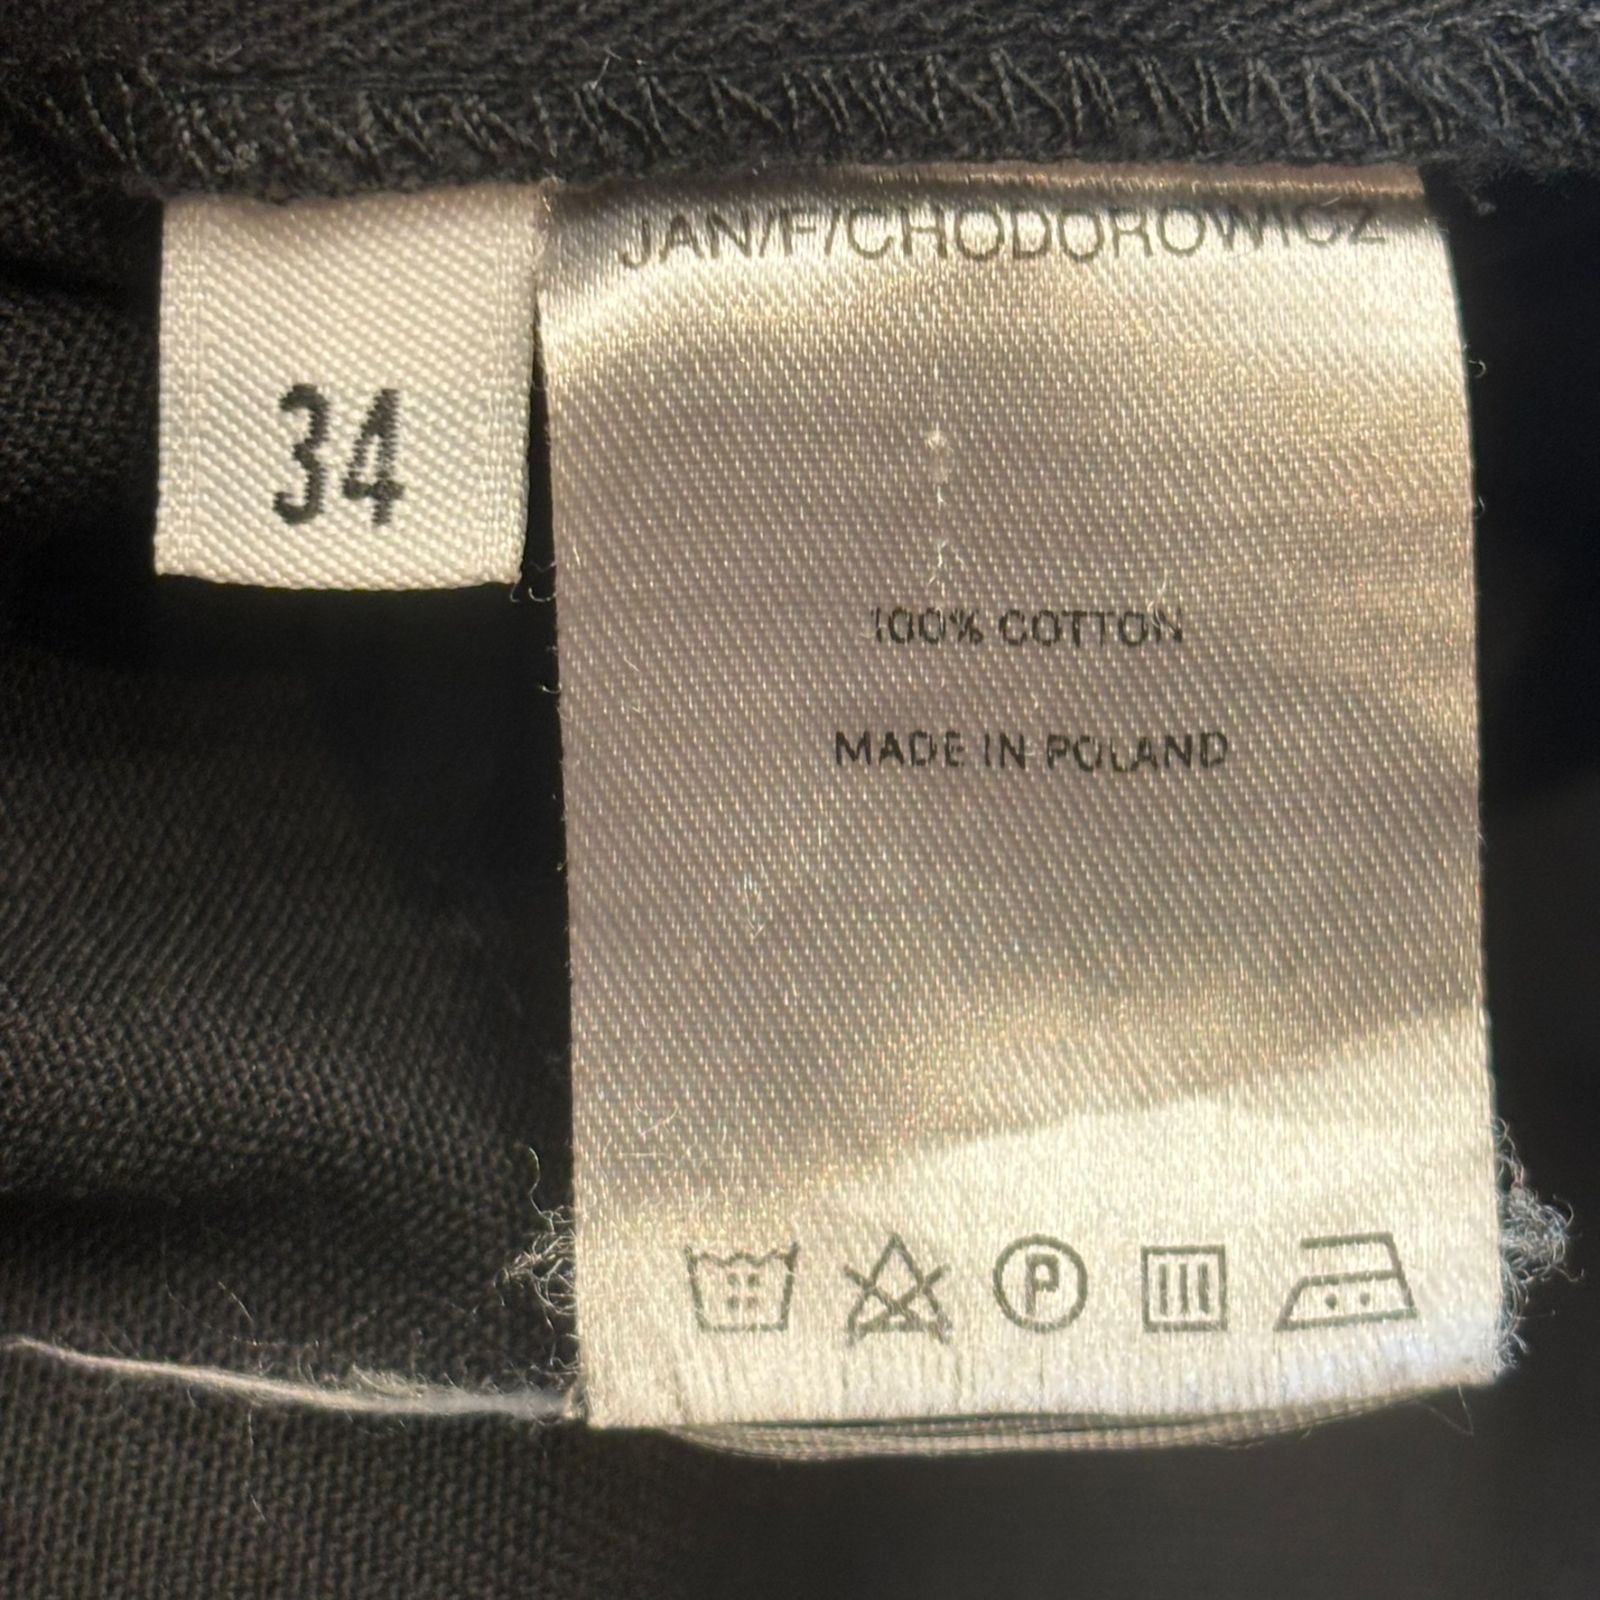 JAN/F/CHODOROWICZ
34
100% COTTON
MADE IN POLAND
P